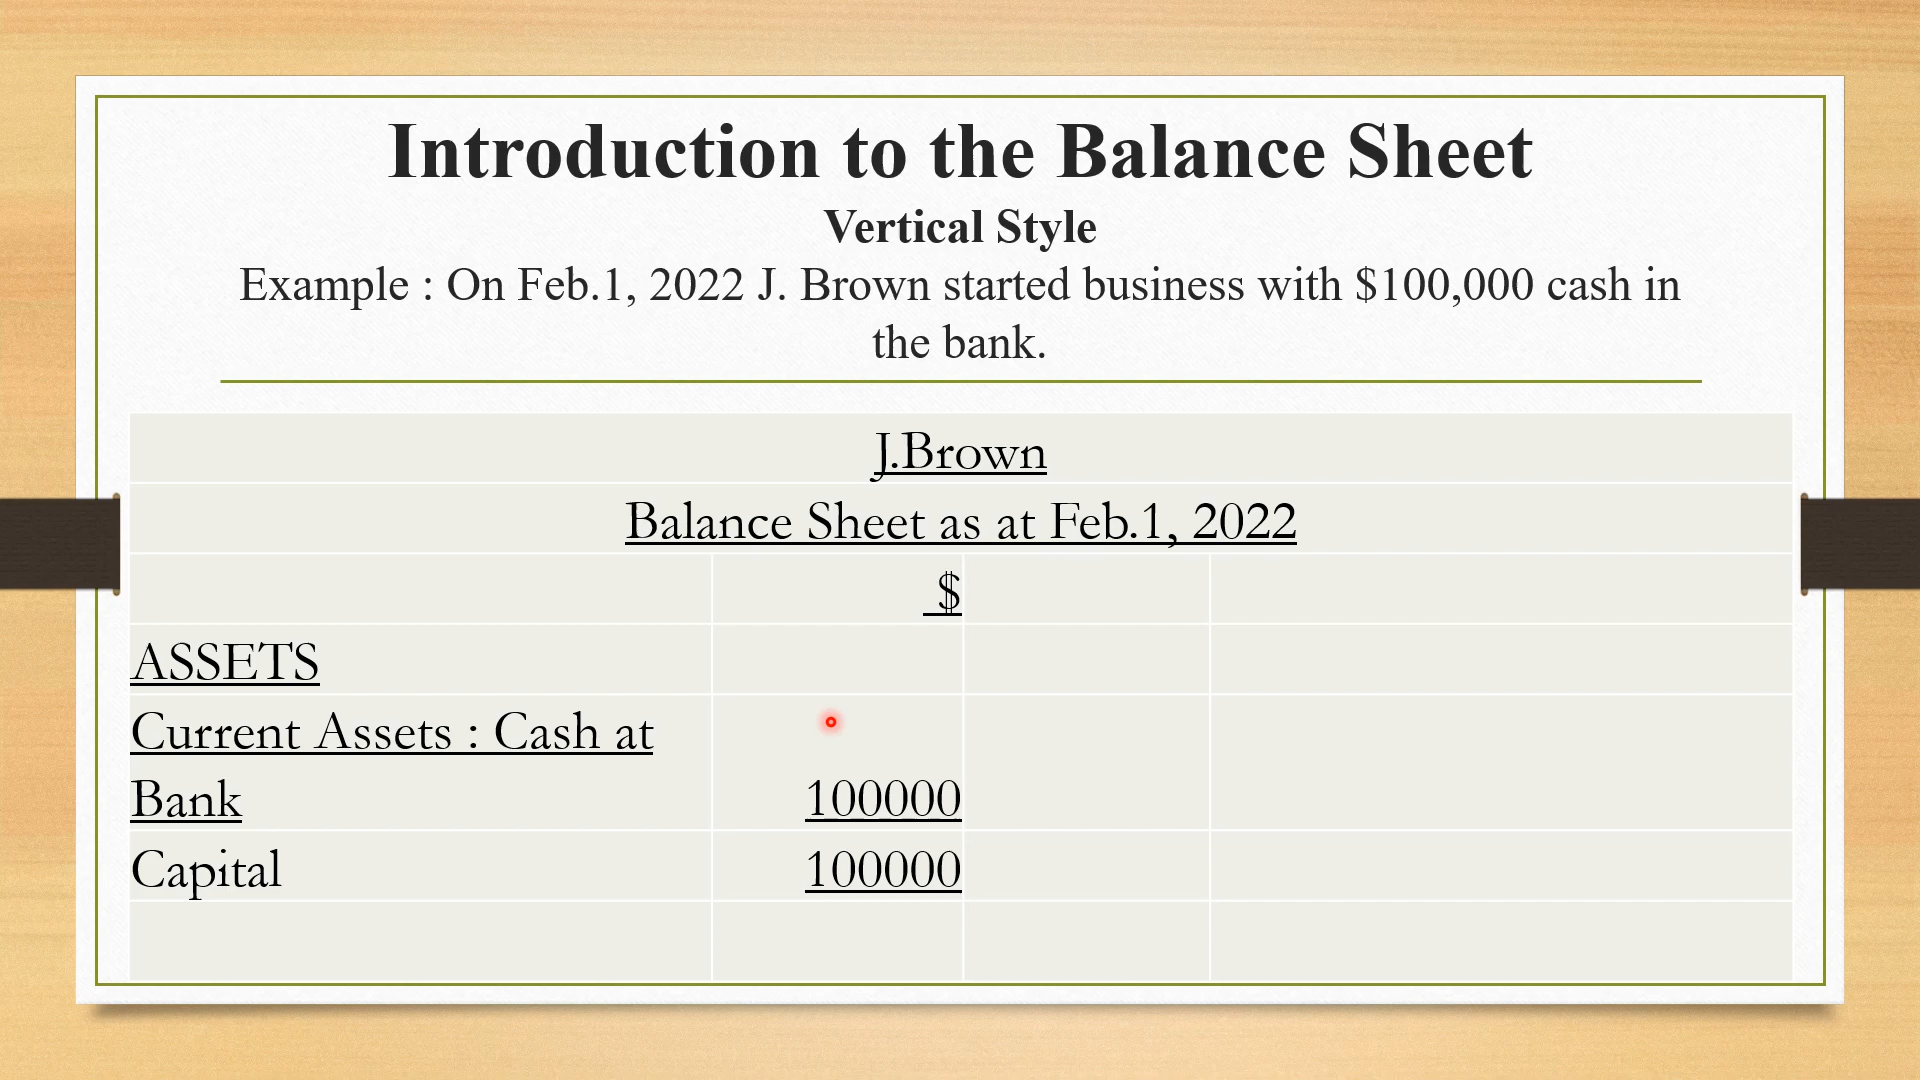 Introduction to the Balance Sheet
Vertical Style
Example : On Feb.1, 2022 J. Brown started business with $100,000 cash in
the bank.
J.Brown
Balance Sheet as at Feb.1, 2022
$
ASSETS
Current Assets : Cash at
Bank 100000
Capital 100000